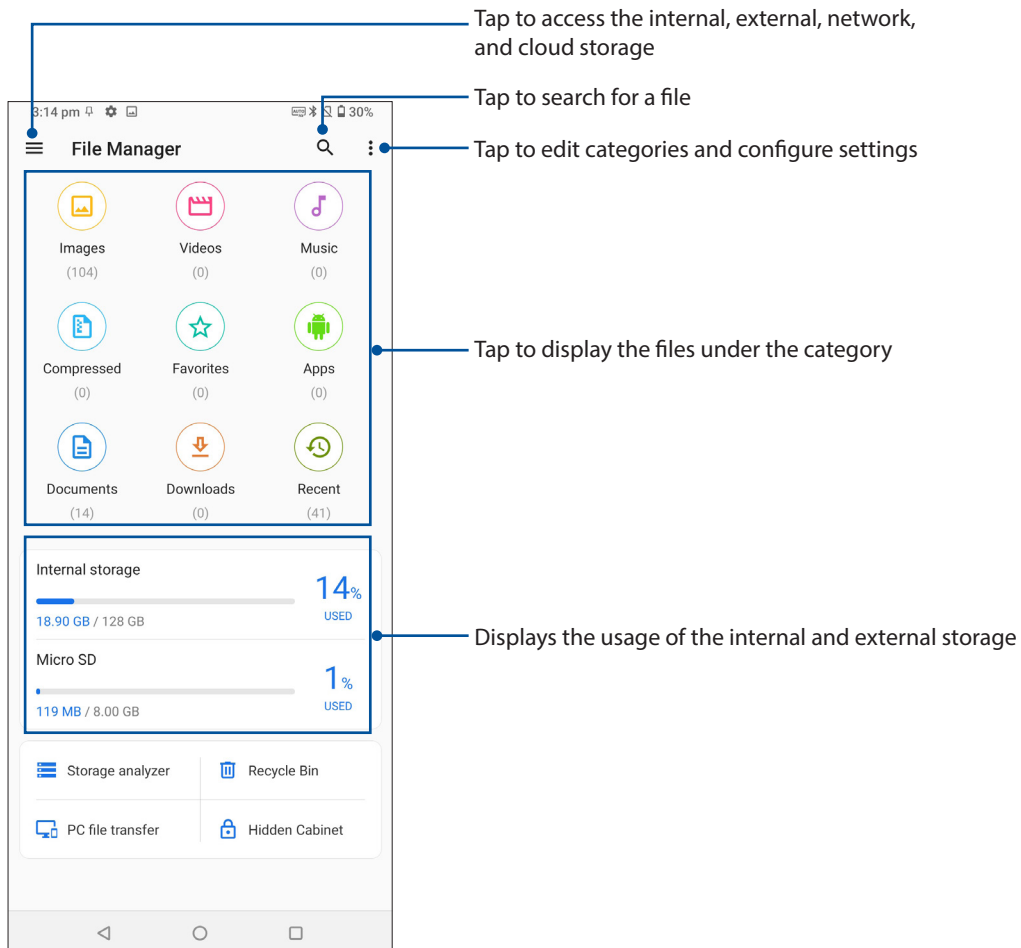 Tap to access the internal, external, network,
and cloud storage
Tap to search for a file
Tap to edit categories and configure settings
Tap to display the files under the category
Displays the usage of the internal and external storage
3:14 pm AUTO 30%
File Manager
Images Videos Music
(104) (0) (0)
Compressed Favorites Apps
(0) (0) (0)
Documents Downloads Recent
(14) (0) (41)
Internal storage
14%
USED
18.90 GB / 128 GB
Micro SD
1%
USED
119 MB / 8.00 GB
Storage analyzer Recycle Bin
PC file transfer Hidden Cabinet